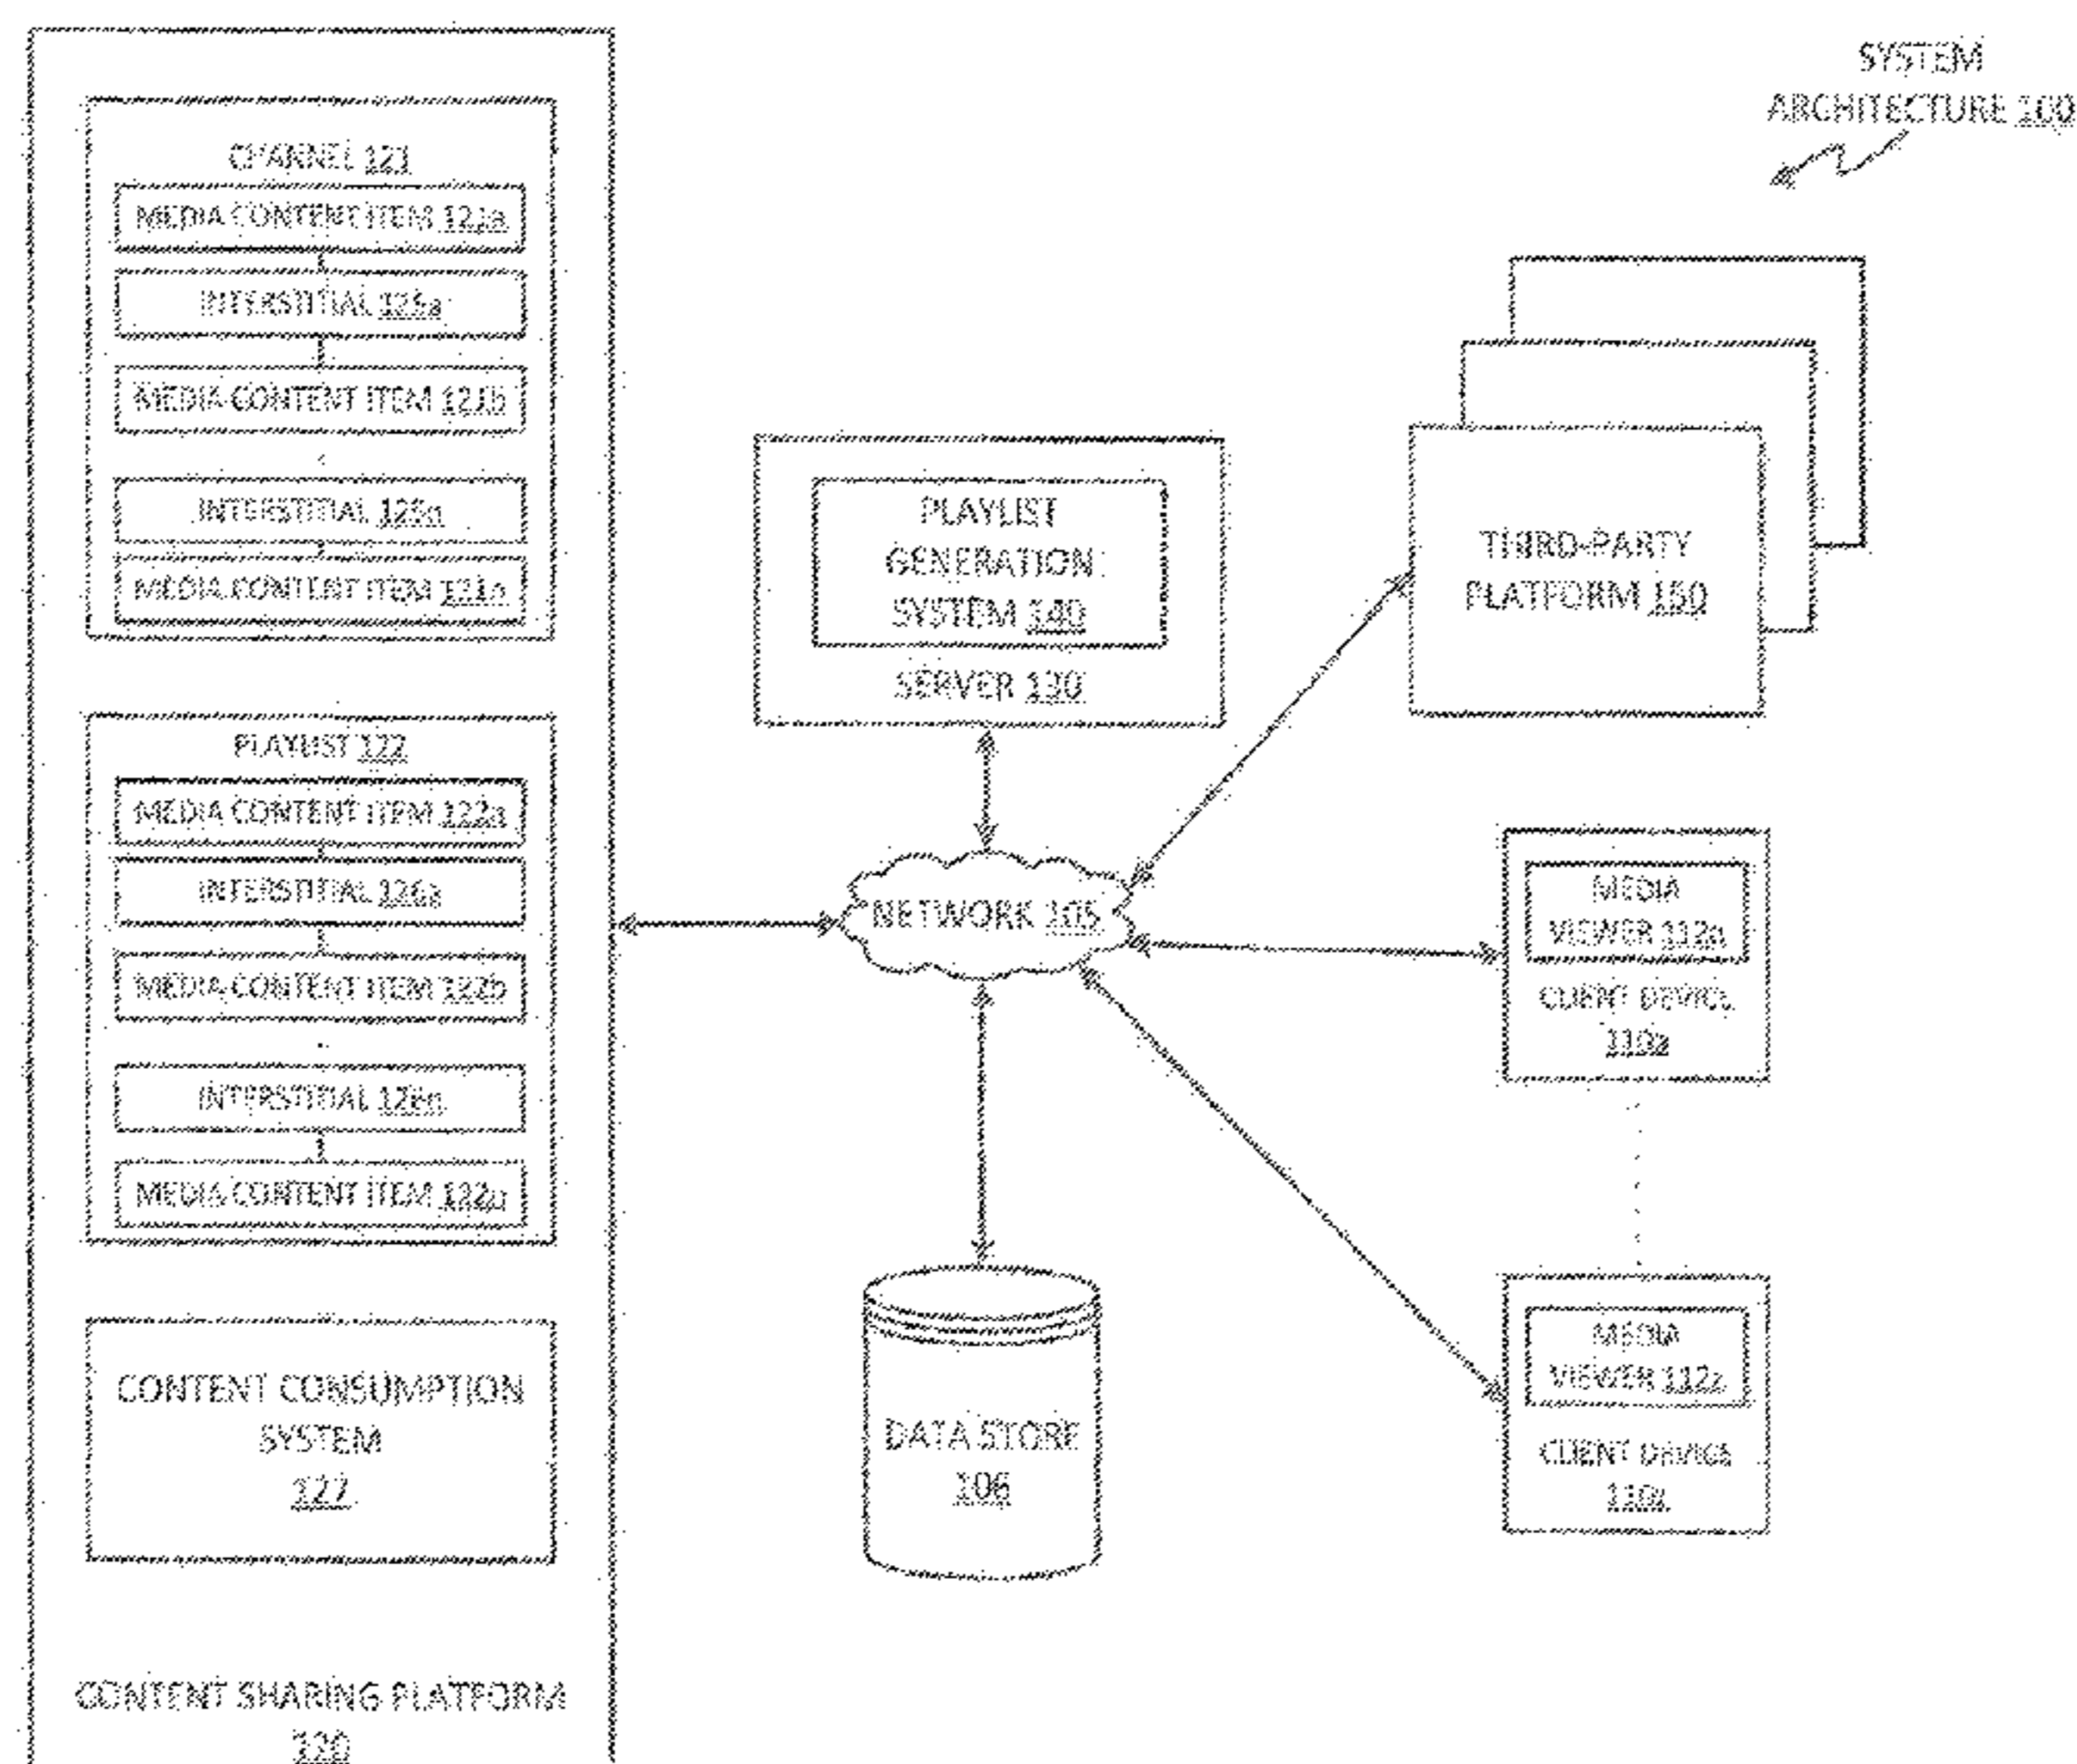 SYSTEM
ARCHITECTURE 100
CHANNEL 121
MEDIA CONTENT ITEM 121a
INTERSTITIAL 125a
MEDIA CONTENT ITEM 121b
INTERSTITIAL 125n
MEDIA CONTENT ITEM 121n
PLAYLIST 122
MEDIA CONTENT ITEM 122a
INTERSTITIAL 126a
MEDIA CONTENT ITEM 122b
INTERSTITIAL 126n
MEDIA CONTENT ITEM 122n
CONTENT CONSUMPTION
SYSTEM
127
CONTENT SHARING PLATFORM
120
PLAYLIST
GENERATION
SYSTEM 140
SERVER 130
NETWORK 105
DATA STORE
106
THIRD-PARTY
PLATFORM 150
MEDIA
VIEWER 112a
CLIENT DEVICE
110a
MEDIA
VIEWER 112z
CLIENT DEVICE
110z